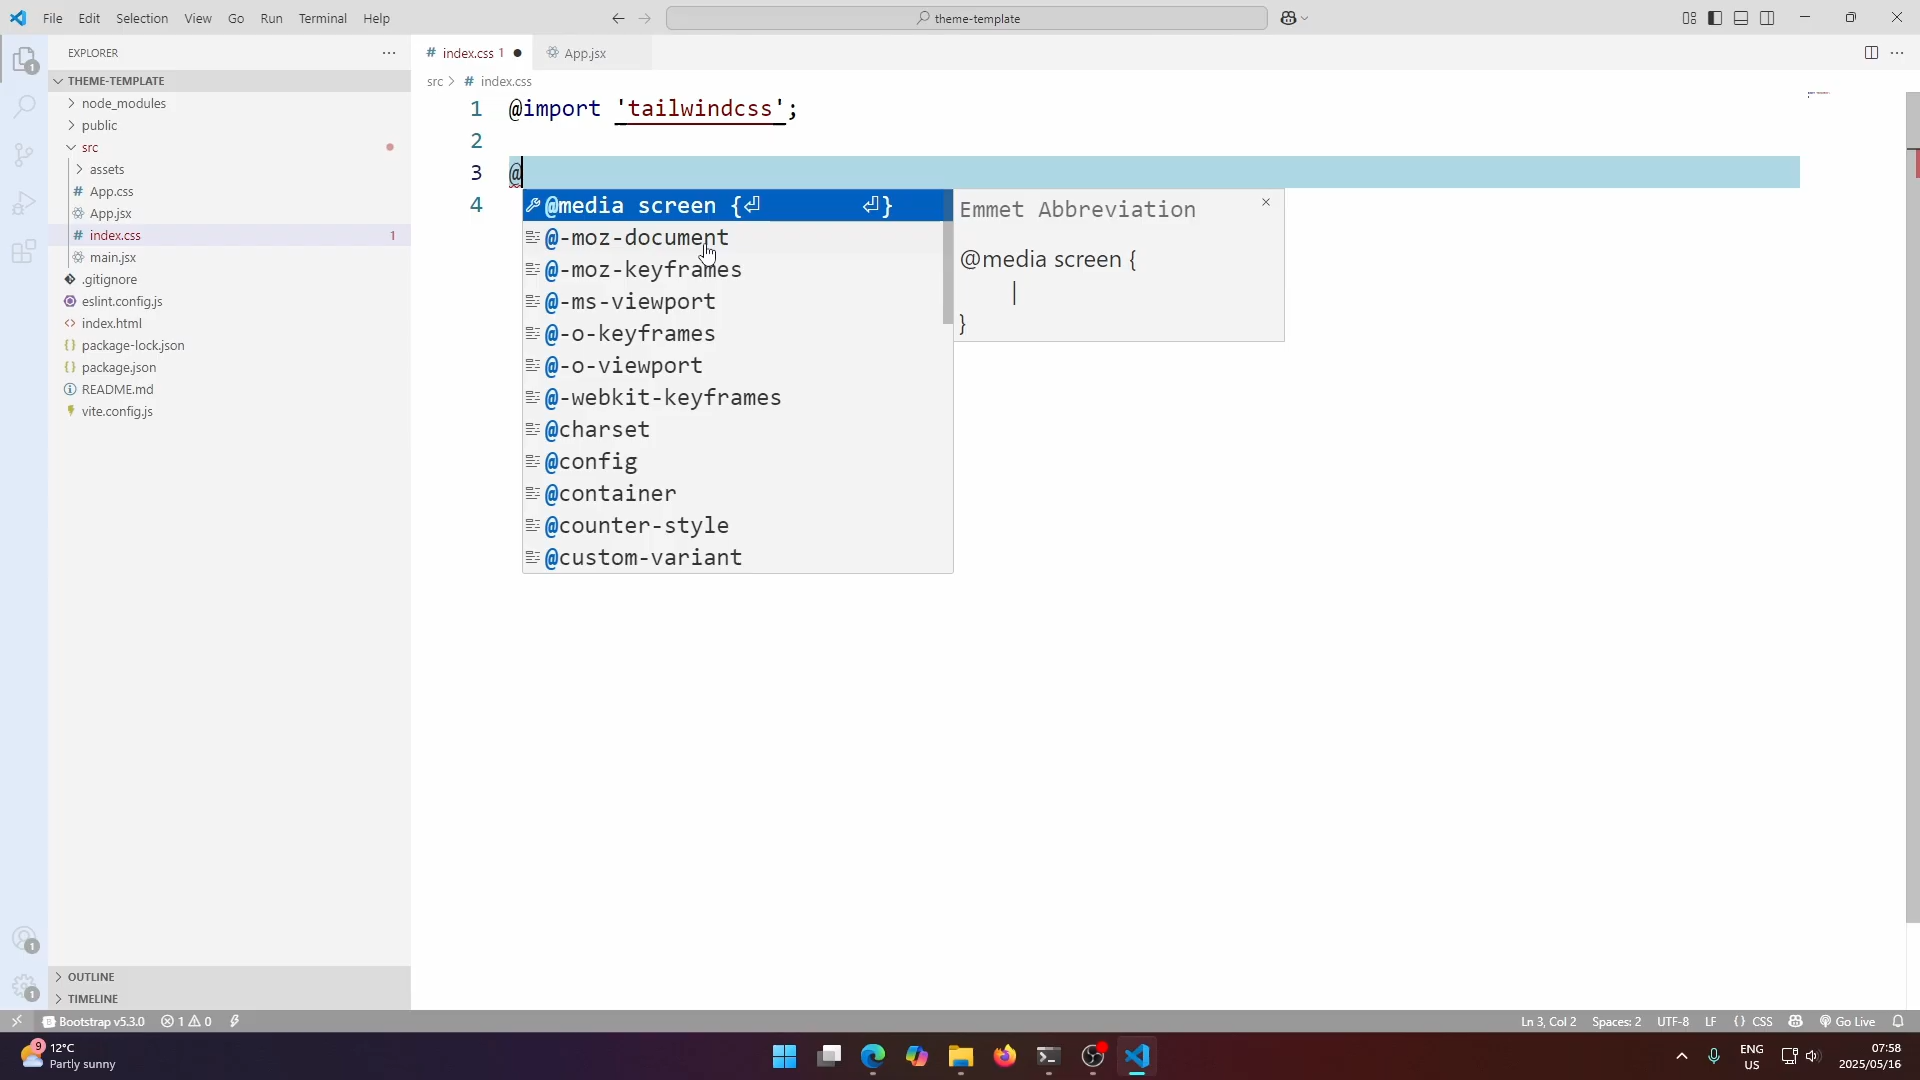 File Edit Selection View Go Run Terminal Help
theme-template
EXPLORER
THEME-TEMPLATE
node_modules
public
src
assets
App.css
App.jsx
index.css 1
main.jsx
.gitignore
eslint.config.js
index.html
package-lock.json
package.json
README.md
vite.config.js
OUTLINE
TIMELINE
1
1
1
index.css 1
App.jsx
src > # index.css
1 @import 'tailwindcss';
2
3 @
4
@media screen {⏎ ⏎}
@-moz-document
@-moz-keyframes
@-ms-viewport
@-o-keyframes
@-o-viewport
@-webkit-keyframes
@charset
@config
@container
@counter-style
@custom-variant
Emmet Abbreviation
@media screen {
|
}
Bootstrap v5.3.0 1 0
Ln 3, Col 2 Spaces: 2 UTF-8 LF {} CSS Go Live
9
12°C
Partly sunny
ENG
US
07:58
2025/05/16